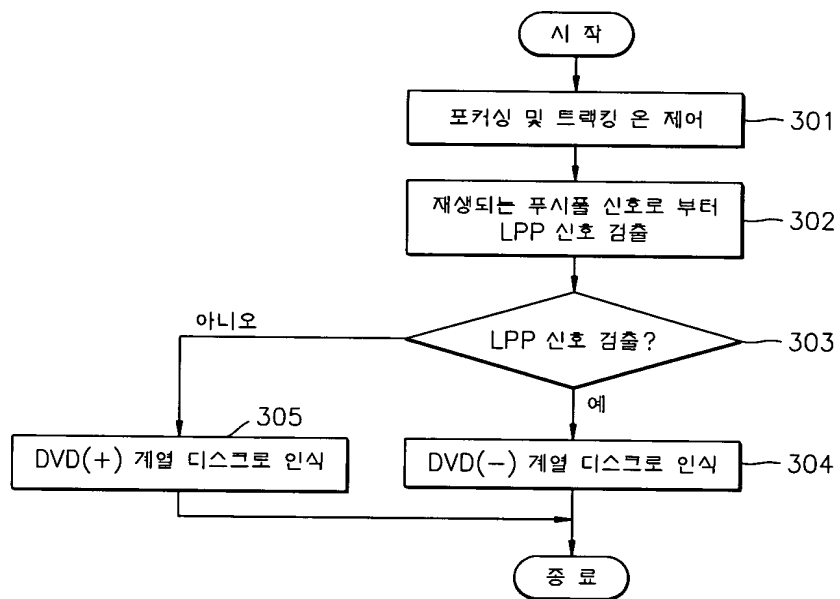 시 작
포커싱 및 트랙킹 온 제어
301
재생되는 푸시풀 신호로 부터
LPP 신호 검출
302
LPP 신호 검출?
303
아니오
예
305
DVD(+) 계열 디스크로 인식
DVD(-) 계열 디스크로 인식
304
종 료